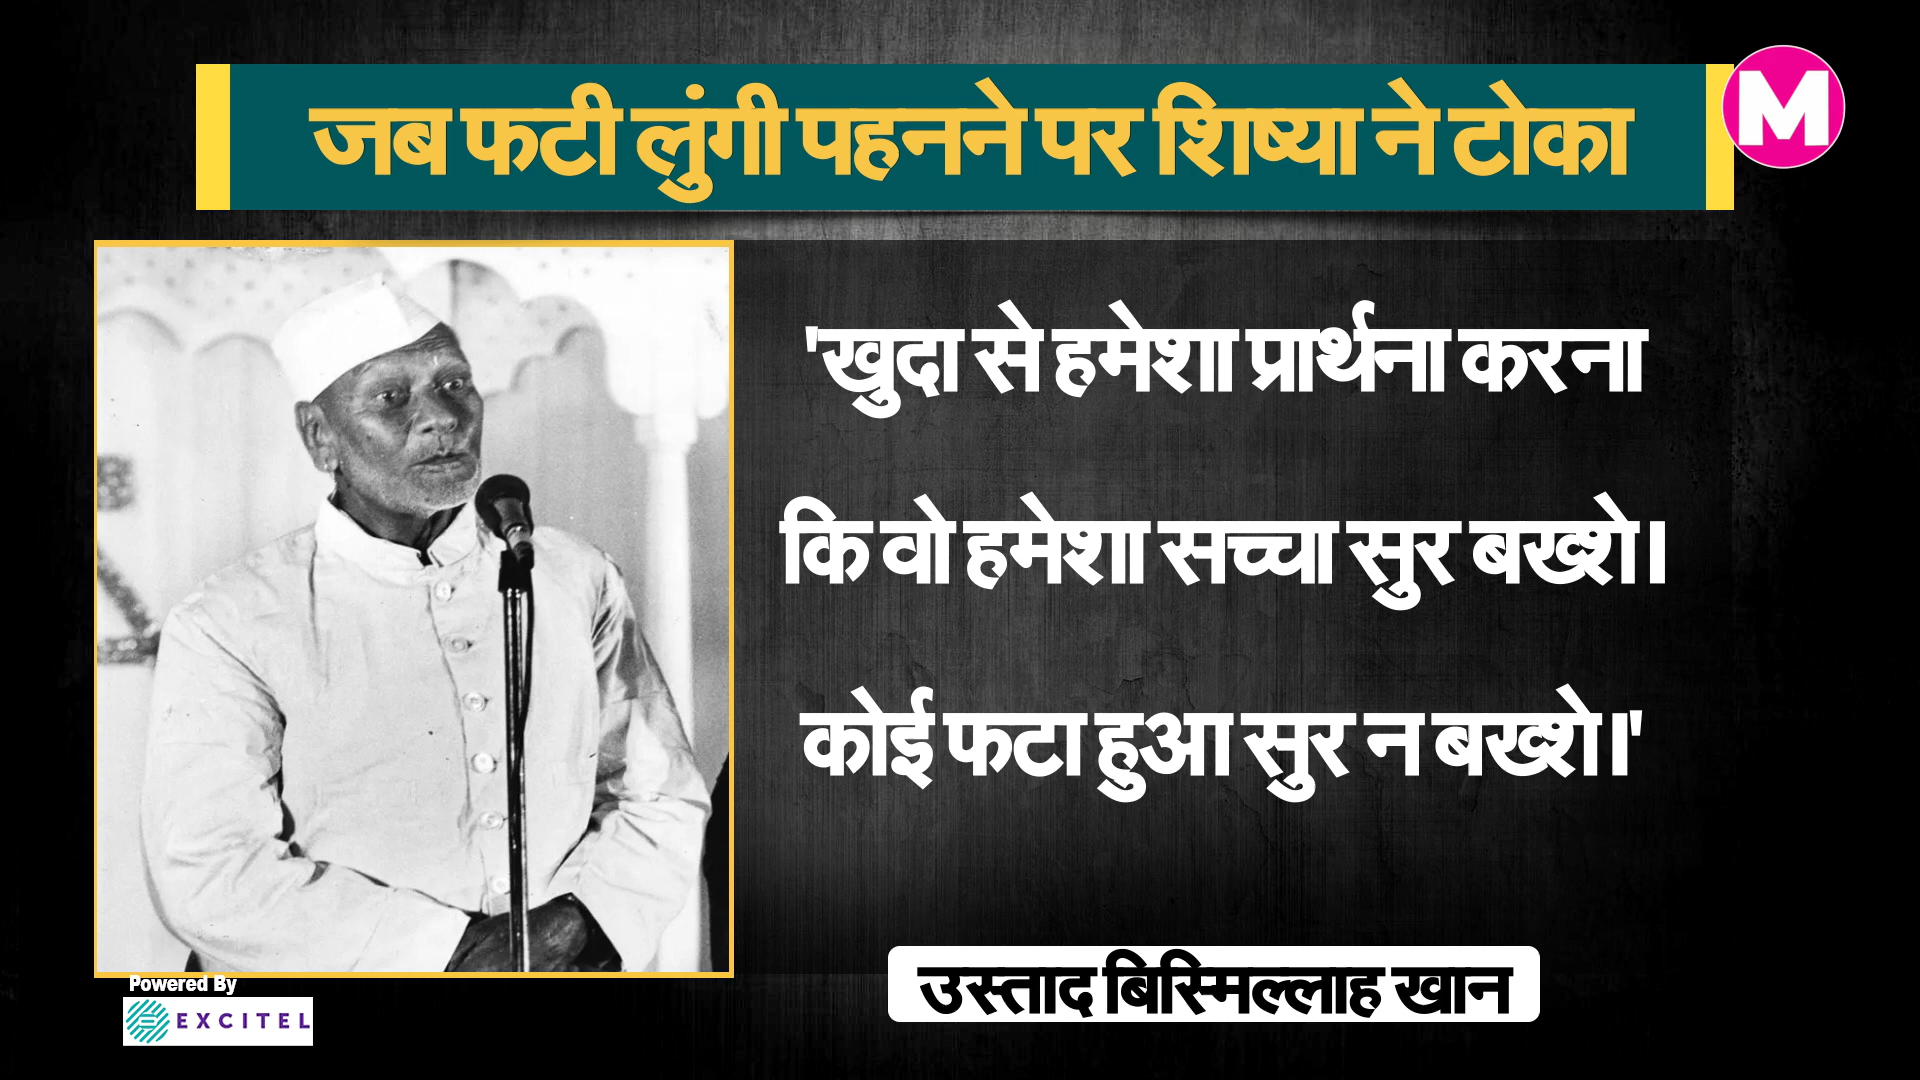 जब फटी लुंगी पहनने पर शिष्या ने टोका
M
'खुदा से हमेशा प्रार्थना करना
कि वो हमेशा सच्चा सुर बख्शे।
कोई फटा हुआ सुर न बख्शे।'
उस्ताद बिस्मिल्लाह खान
Powered By
EXCITEL